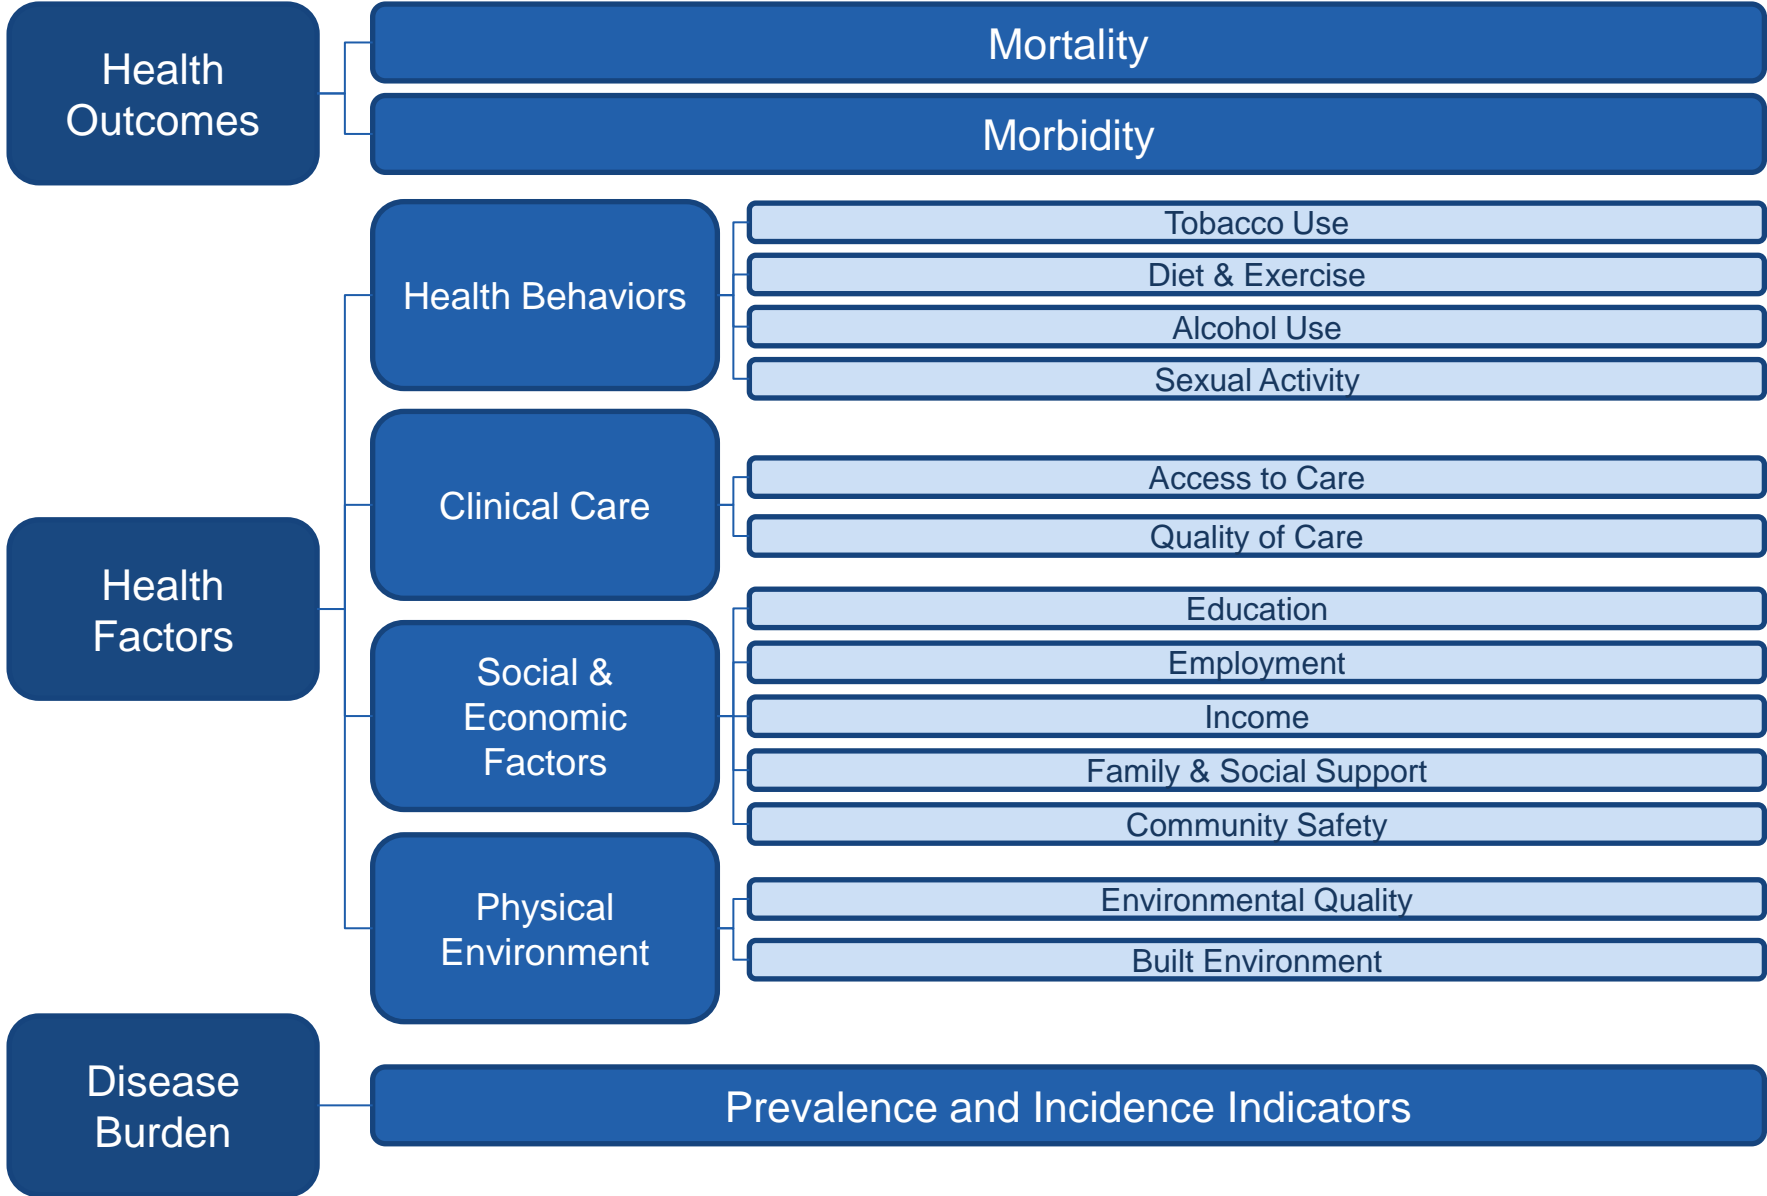 Health
Outcomes
Mortality
Morbidity
Health
Factors
Health Behaviors
Tobacco Use
Diet & Exercise
Alcohol Use
Sexual Activity
Clinical Care
Access to Care
Quality of Care
Social &
Economic
Factors
Education
Employment
Income
Family & Social Support
Community Safety
Physical
Environment
Environmental Quality
Built Environment
Disease
Burden
Prevalence and Incidence Indicators